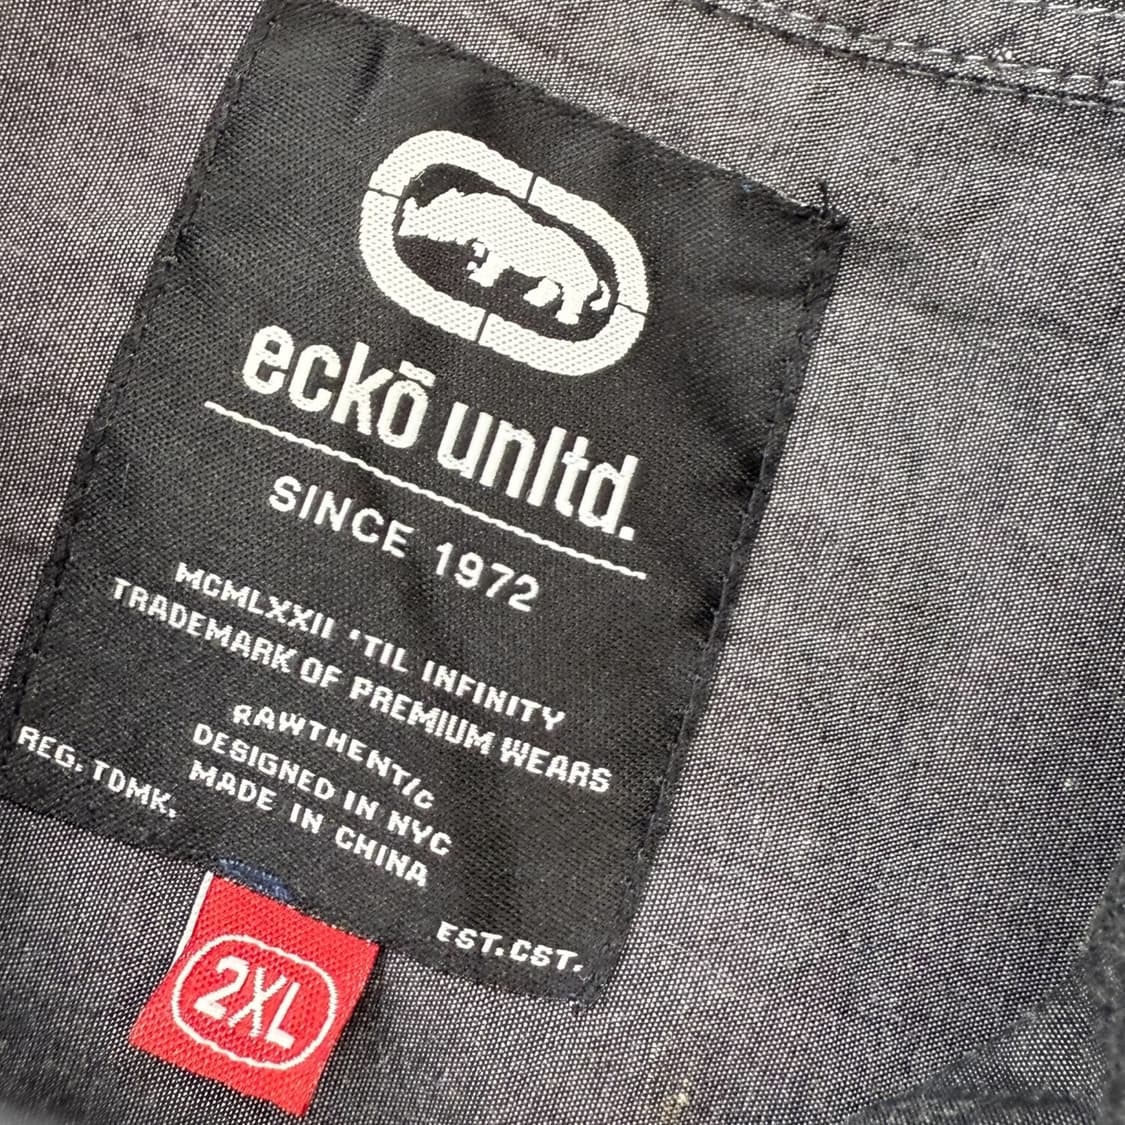 eckō unltd.
SINCE 1972
MCMLXXII 'TIL INFINITY
TRADEMARK OF PREMIUM WEARS
RAWTHENTIC
DESIGNED IN NYC
MADE IN CHINA
REG. TDMK.
EST. CST.
2XL